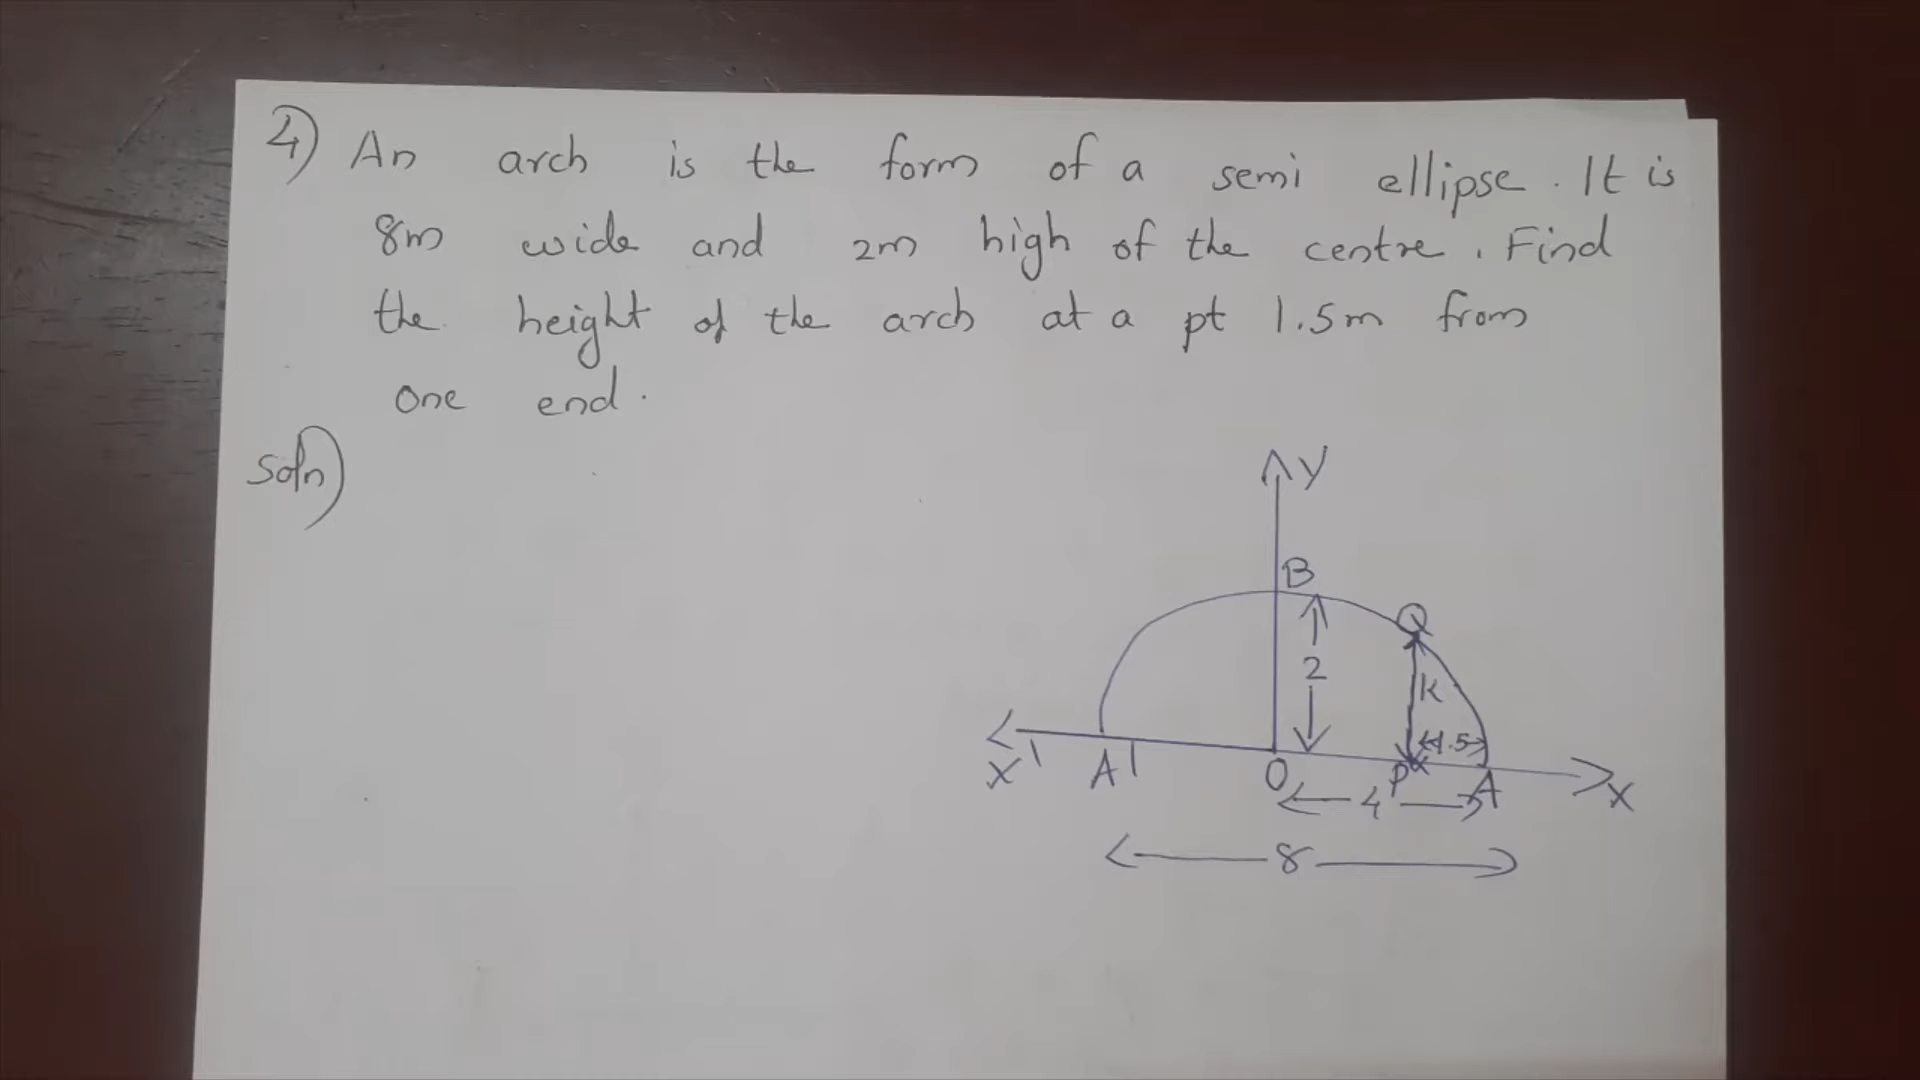 4) An arch is the form of a semi ellipse. It is
8m wide and 2m high of the centre. Find
the height of the arch at a pt 1.5m from
one end.
Soln)
Y
B
Q
2
K
1.5
X' A' O P A X
4
8